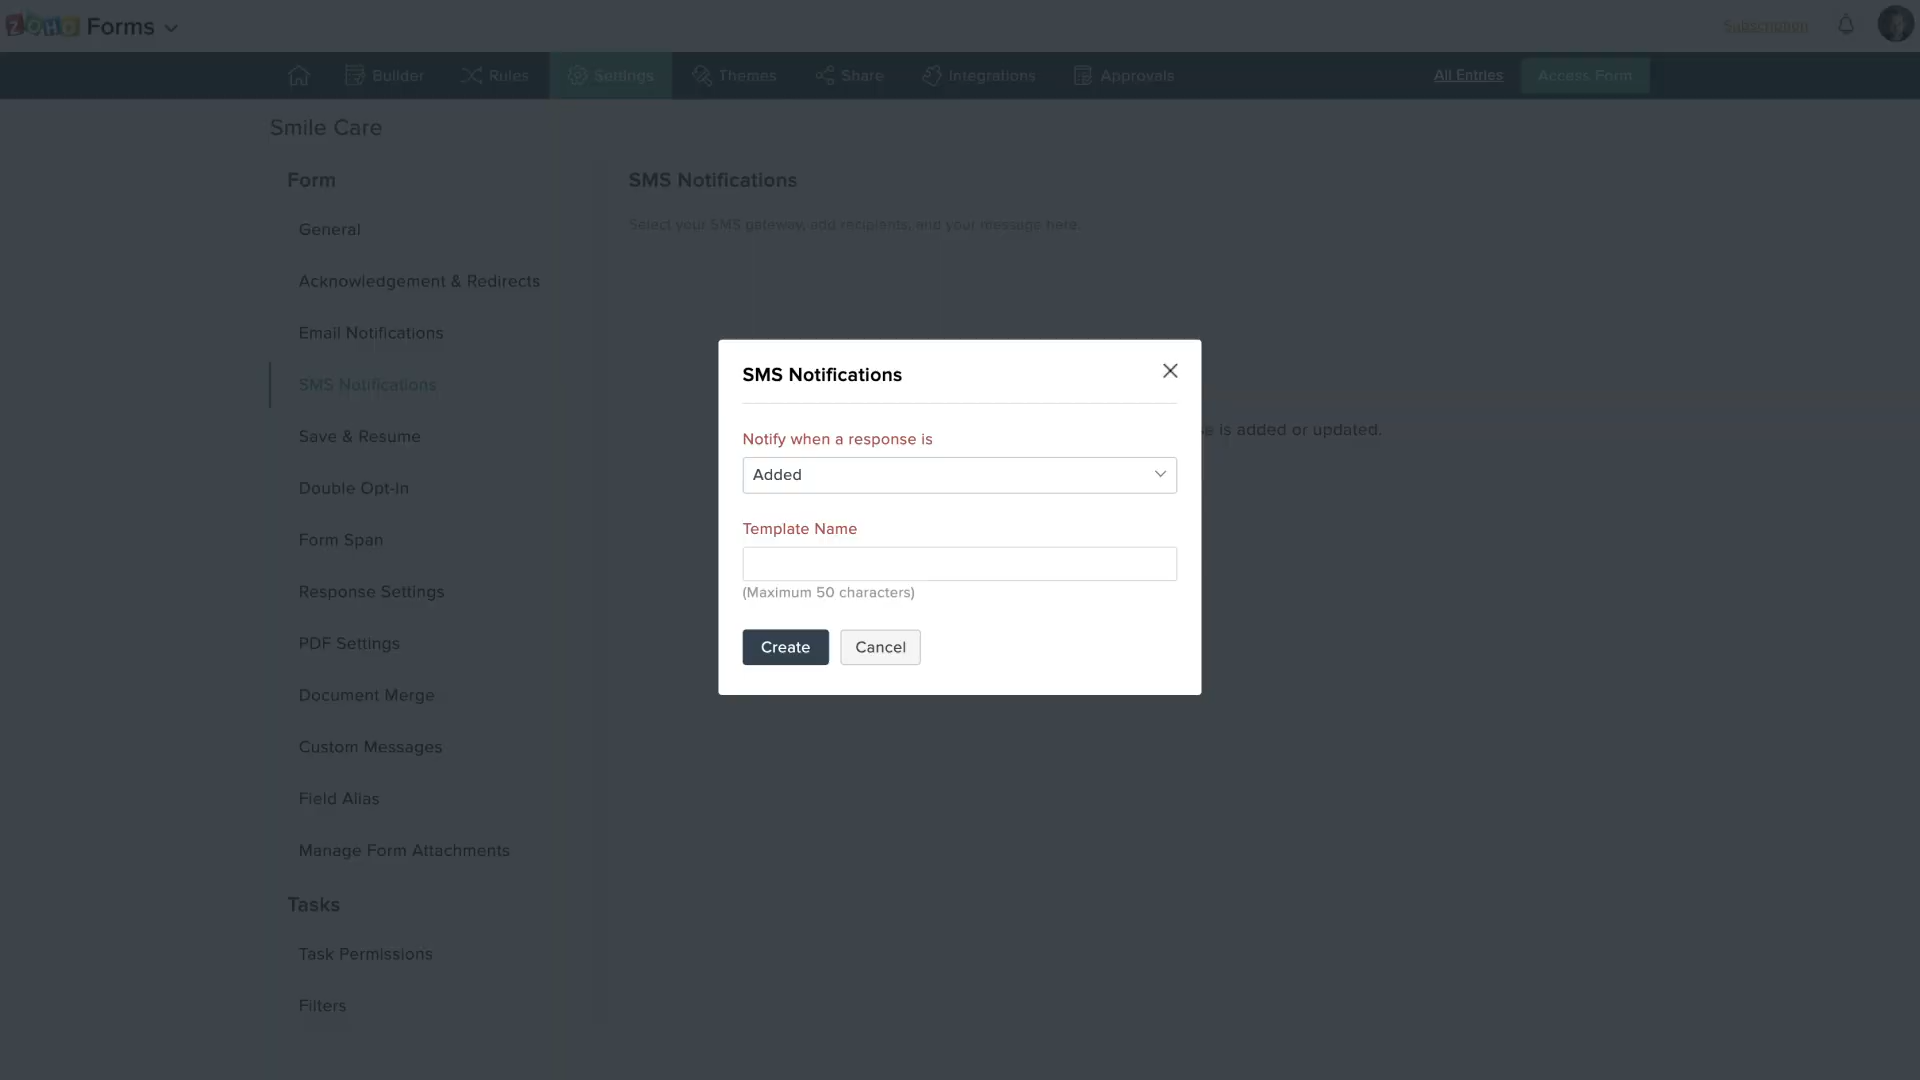 ZOHO Forms
Subscription
Builder
Rules
Settings
Themes
Share
Integrations
Approvals
All Entries
Access Form
Smile Care
Form
General
Acknowledgement & Redirects
Email Notifications
SMS Notifications
Save & Resume
Double Opt-In
Form Span
Response Settings
PDF Settings
Document Merge
Custom Messages
Field Alias
Manage Form Attachments
Tasks
Task Permissions
Filters
SMS Notifications
Select your SMS gateway, add recipients, and your message here.
is added or updated.
SMS Notifications
Notify when a response is
Added
Template Name
(Maximum 50 characters)
Create
Cancel